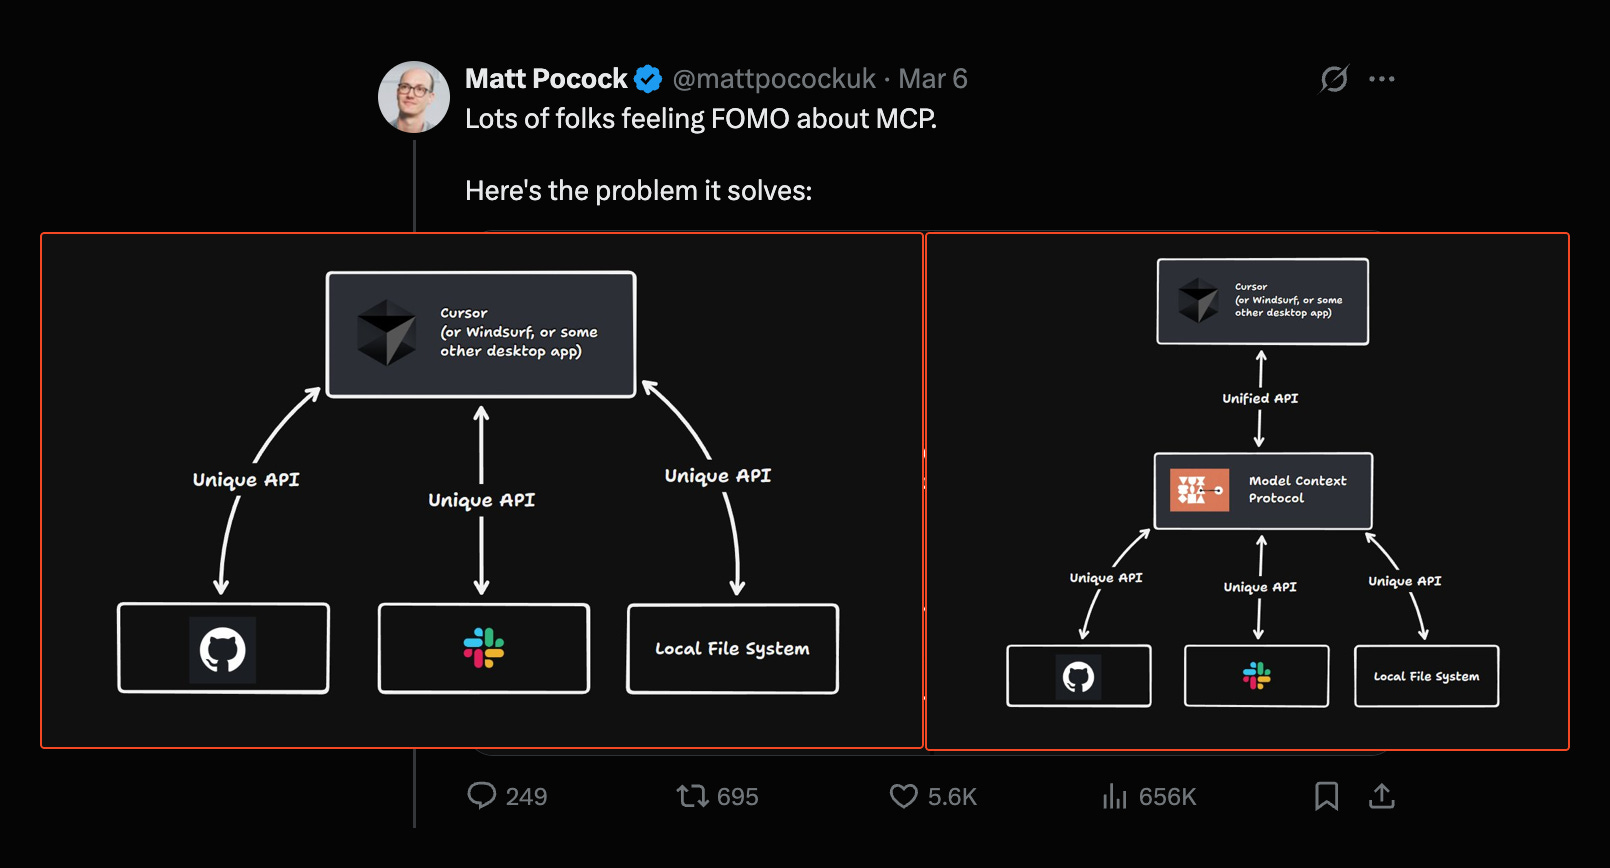 Matt Pocock @mattpocockuk · Mar 6
Lots of folks feeling FOMO about MCP.
Here's the problem it solves:
Cursor
(or Windsurf, or some
other desktop app)
Unique API
Unique API
Unique API
Local File System
Cursor
(or Windsurf, or some
other desktop app)
Unified API
Model Context
Protocol
Unique API
Unique API
Unique API
Local File System
249
695
5.6K
656K